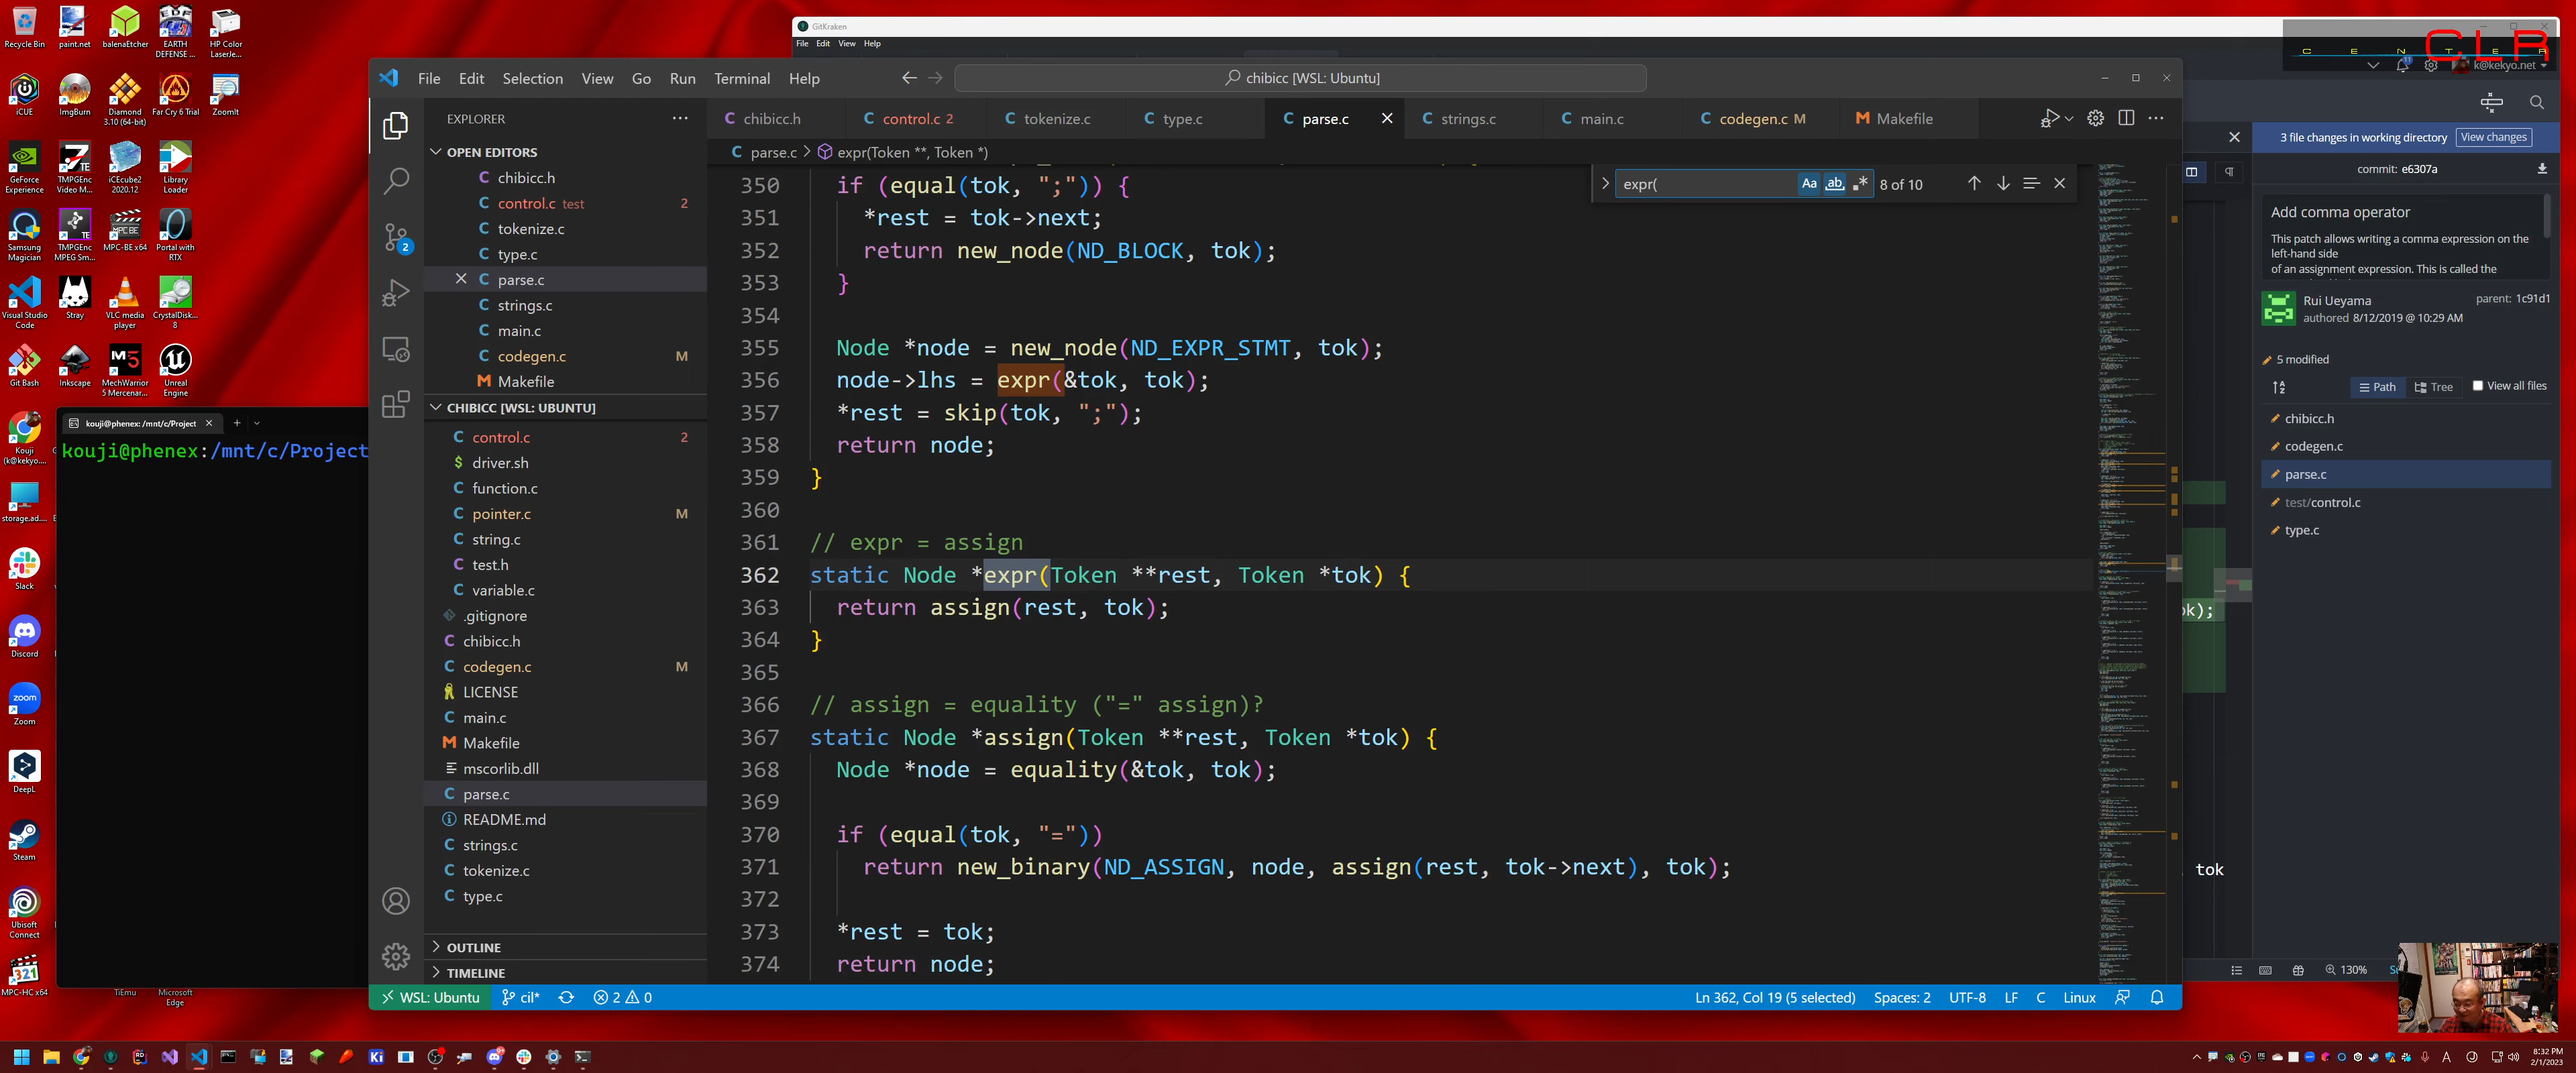 Recycle Bin
paint.net
balenaEtcher
EARTH DEFENSE ...
HP Color LaserJe...
iCUE
ImgBurn
Diamond 3.10 (64-bit)
Far Cry 6 Trial
ZoomIt
GeForce Experience
TMPGEnc Video M...
iCEcube2 2020.12
Library Loader
Samsung Magician
TMPGEnc MPEG Sm...
MPC-BE x64
Portal with RTX
Visual Studio Code
Stray
VLC media player
CrystalDisk... 8
Git Bash
Inkscape
MechWarrior 5 Mercenar...
Unreal Engine
Kouji (k@kekyo....
storage.ad....
Slack
Discord
Zoom
DeepL
Steam
Ubisoft Connect
MPC-HC x64
TiEmu
Microsoft Edge
kouji@phenex: /mnt/c/Project
kouji@phenex:/mnt/c/Project
GitKraken
File Edit View Help
CLR
C E N T E R
k@kekyo.net
File Edit Selection View Go Run Terminal Help
chibicc [WSL: Ubuntu]
EXPLORER
OPEN EDITORS
chibicc.h
control.c test 2
tokenize.c
type.c
parse.c
strings.c
main.c
codegen.c M
Makefile
CHIBICC [WSL: UBUNTU]
control.c 2
driver.sh
function.c
pointer.c M
string.c
test.h
variable.c
.gitignore
chibicc.h
codegen.c M
LICENSE
main.c
Makefile
mscorlib.dll
parse.c
README.md
strings.c
tokenize.c
type.c
OUTLINE
TIMELINE
chibicc.h control.c 2 tokenize.c type.c parse.c strings.c main.c codegen.c M Makefile
parse.c > expr(Token **, Token *)
expr( Aa ab 8 of 10
350 if (equal(tok, ";")) {
351 *rest = tok->next;
352 return new_node(ND_BLOCK, tok);
353 }
354
355 Node *node = new_node(ND_EXPR_STMT, tok);
356 node->lhs = expr(&tok, tok);
357 *rest = skip(tok, ";");
358 return node;
359 }
360
361 // expr = assign
362 static Node *expr(Token **rest, Token *tok) {
363 return assign(rest, tok);
364 }
365
366 // assign = equality ("=" assign)?
367 static Node *assign(Token **rest, Token *tok) {
368 Node *node = equality(&tok, tok);
369
370 if (equal(tok, "="))
371 return new_binary(ND_ASSIGN, node, assign(rest, tok->next), tok);
372
373 *rest = tok;
374 return node;
WSL: Ubuntu cil* 2 0
Ln 362, Col 19 (5 selected) Spaces: 2 UTF-8 LF C Linux
3 file changes in working directory View changes
commit: e6307a
Add comma operator
This patch allows writing a comma expression on the
left-hand side
of an assignment expression. This is called the
Rui Ueyama
authored 8/12/2019 @ 10:29 AM
parent: 1c91d1
5 modified
Path Tree View all files
chibicc.h
codegen.c
parse.c
test/control.c
type.c
ok);
tok
130%
8:32 PM
2/1/2023